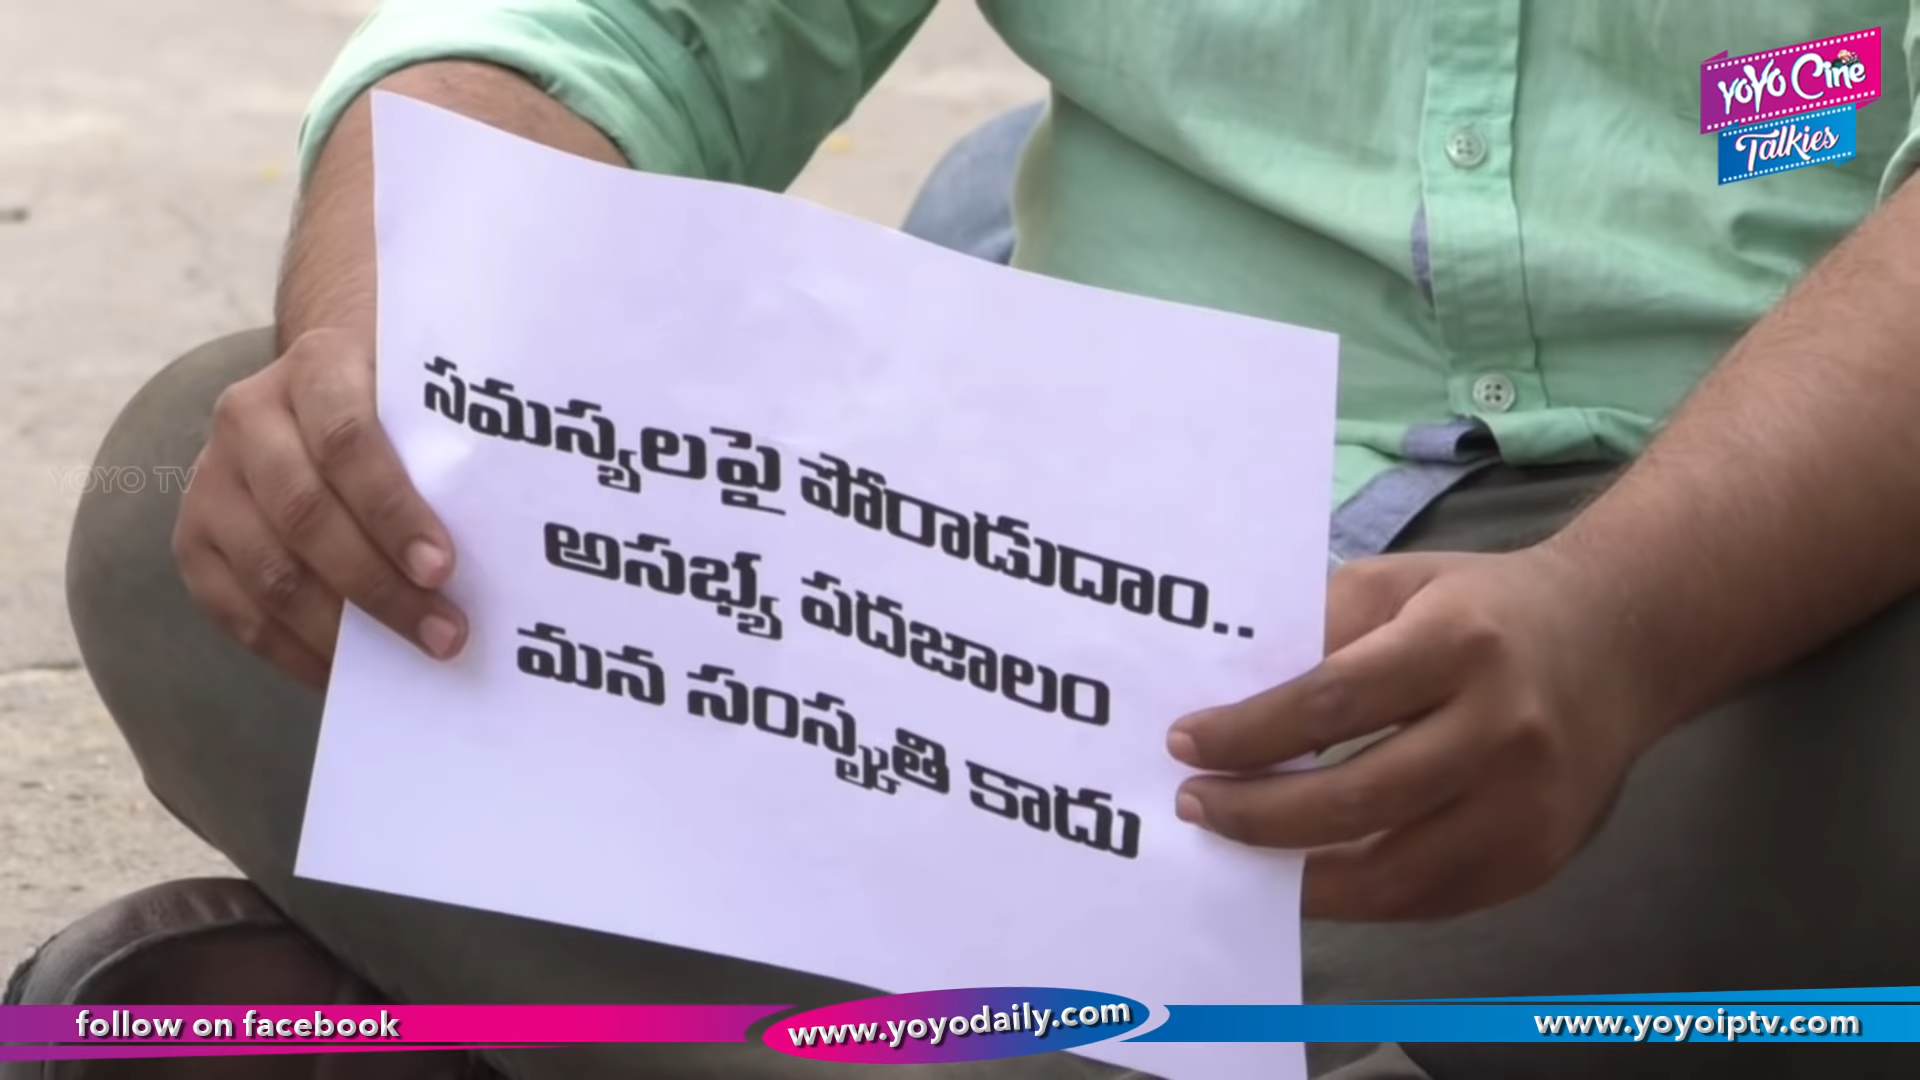 YOYO Cine
Talkies
సమస్యలపై పోరాడుదాం..
YOYO TV
అసభ్య పదజాలం
మన సంస్కృతి కాదు
follow on facebook
www.yoyodaily.com
www.yoyoiptv.com